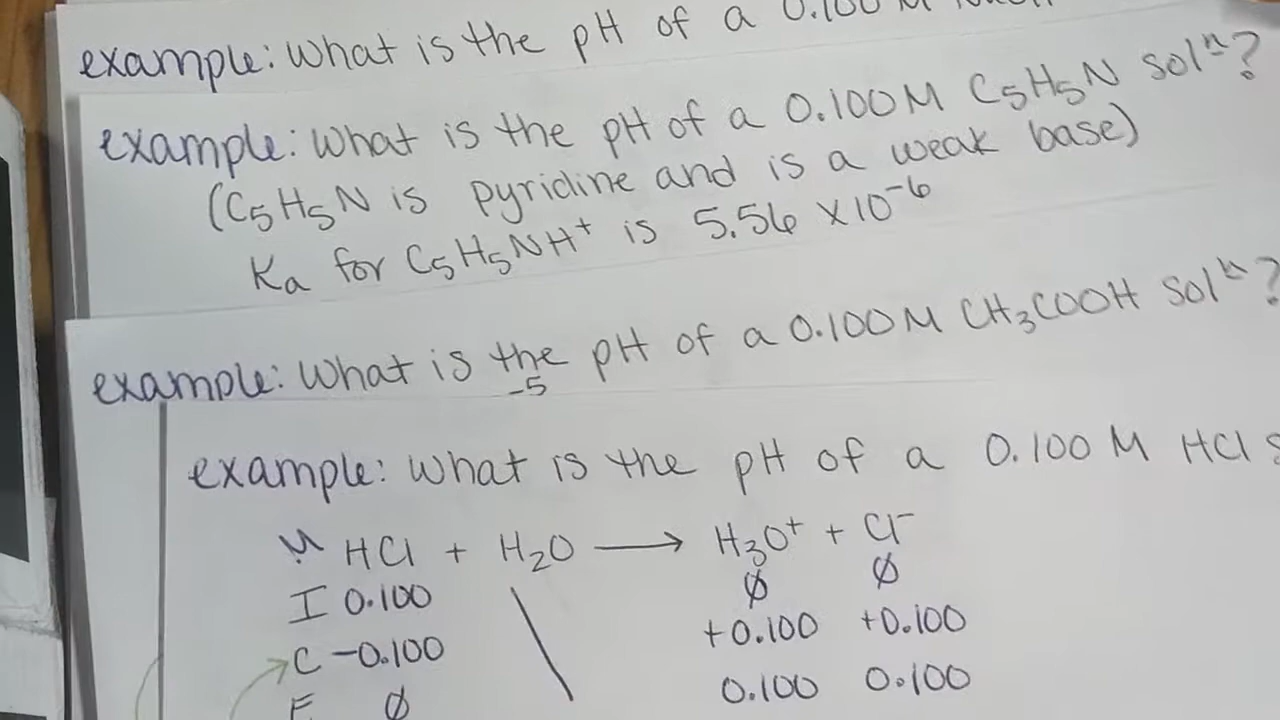 example: What is the pH of a 0.100 M
example: What is the pH of a 0.100M C₅H₅N solⁿ?
(C₅H₅N is pyridine and is a weak base)
Ka for C₅H₅NH⁺ is 5.56 x10⁻⁶
example: What is the pH of a 0.100M CH₃COOH solⁿ?
-5
example: What is the pH of a 0.100 M HCl s
M HCl + H₂O ⟶ H₃O⁺ + Cl⁻
I 0.100 ∅ ∅
C -0.100 +0.100 +0.100
E ∅ 0.100 0.100